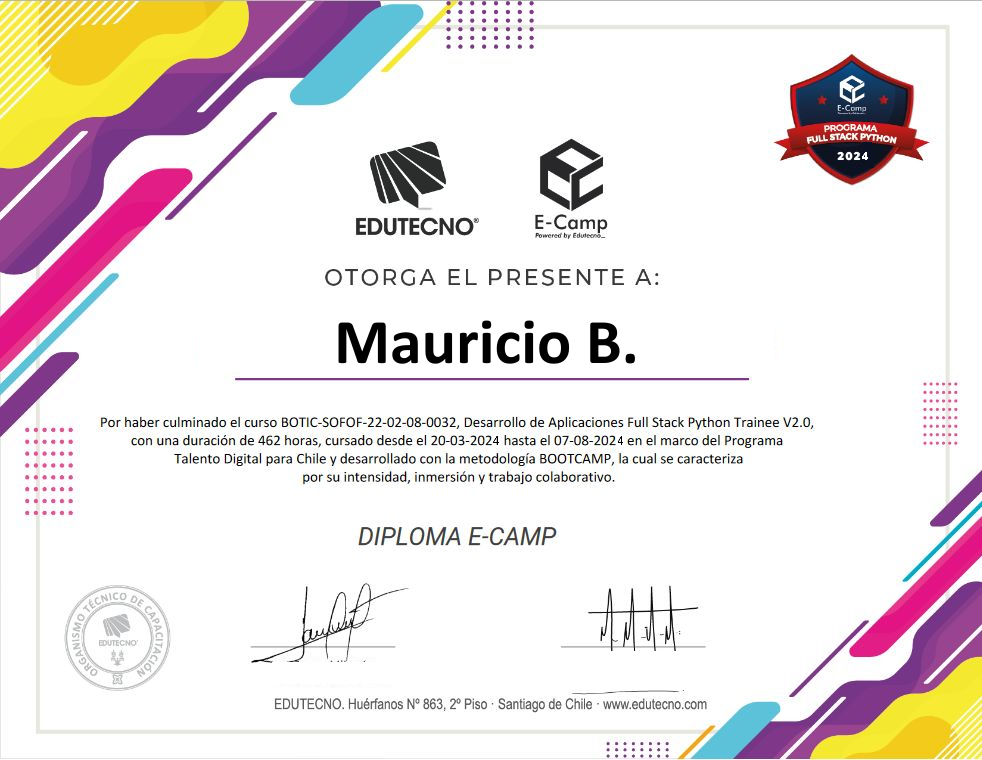 E-Camp
PROGRAMA
FULL STACK PYTHON
2024
EDUTECNO®
E-Camp
Powered by Edutecno_
OTORGA EL PRESENTE A:
Mauricio B.
Por haber culminado el curso BOTIC-SOFOF-22-02-08-0032, Desarrollo de Aplicaciones Full Stack Python Trainee V2.0,
con una duración de 462 horas, cursado desde el 20-03-2024 hasta el 07-08-2024 en el marco del Programa
Talento Digital para Chile y desarrollado con la metodología BOOTCAMP, la cual se caracteriza
por su intensidad, inmersión y trabajo colaborativo.
DIPLOMA E-CAMP
ORGANISMO TÉCNICO DE CAPACITACIÓN
EDUTECNO
EDUTECNO. Huérfanos Nº 863, 2º Piso · Santiago de Chile · www.edutecno.com